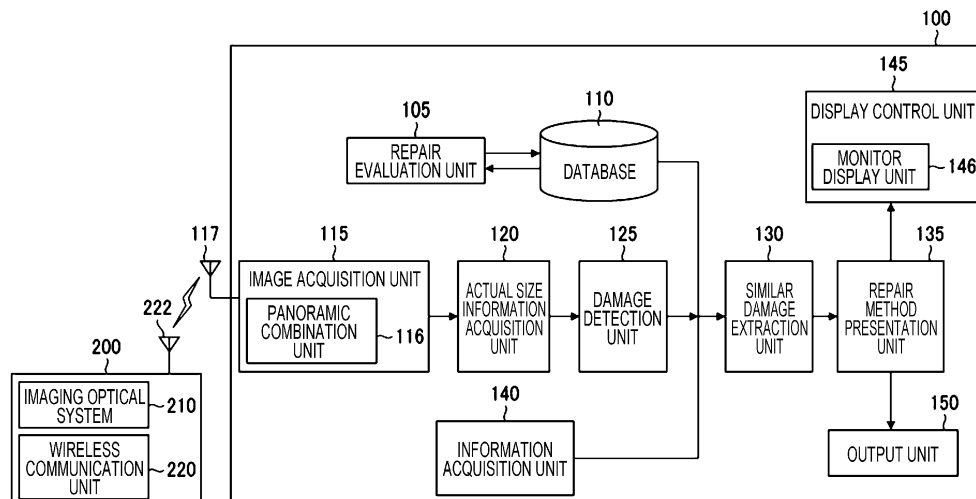 100
145
DISPLAY CONTROL UNIT
MONITOR
DISPLAY UNIT
146
105
REPAIR
EVALUATION UNIT
110
DATABASE
117
115
IMAGE ACQUISITION UNIT
PANORAMIC
COMBINATION
UNIT
116
120
ACTUAL SIZE
INFORMATION
ACQUISITION
UNIT
125
DAMAGE
DETECTION
UNIT
130
SIMILAR
DAMAGE
EXTRACTION
UNIT
135
REPAIR
METHOD
PRESENTATION
UNIT
222
200
IMAGING OPTICAL
SYSTEM
210
WIRELESS
COMMUNICATION
UNIT
220
140
INFORMATION
ACQUISITION UNIT
150
OUTPUT UNIT